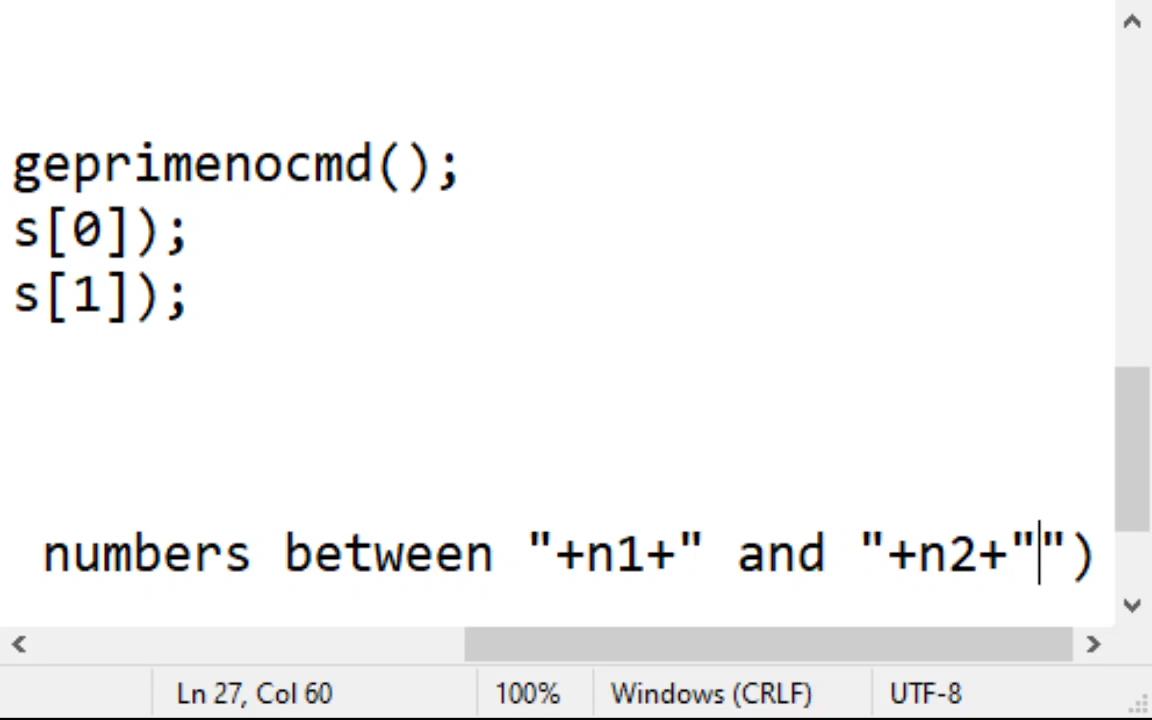 geprimenocmd();
s[0]);
s[1]);
numbers between "+n1+" and "+n2+"")
Ln 27, Col 60 100% Windows (CRLF) UTF-8